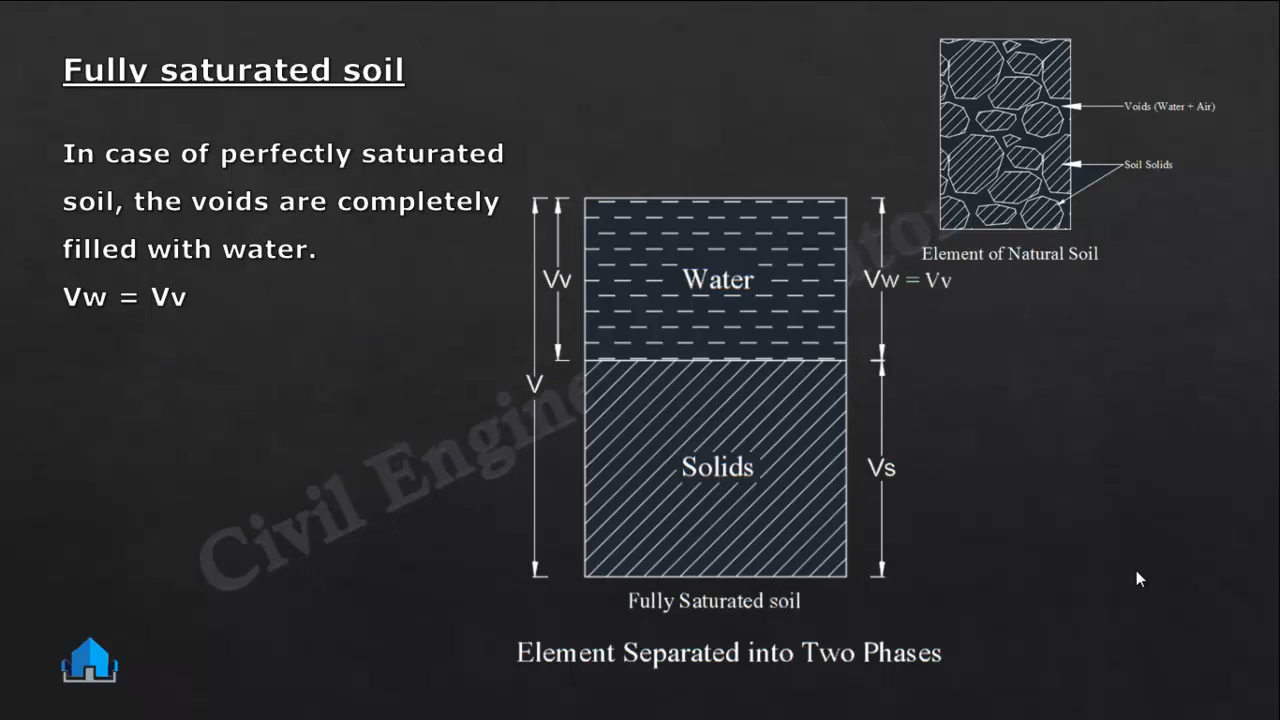 Fully saturated soil
In case of perfectly saturated
soil, the voids are completely
filled with water.
Vw = Vv
Voids (Water + Air)
Soil Solids
Element of Natural Soil
Vv
Water
Vw = Vv
V
Solids
Vs
Fully Saturated soil
Element Separated into Two Phases
Civil